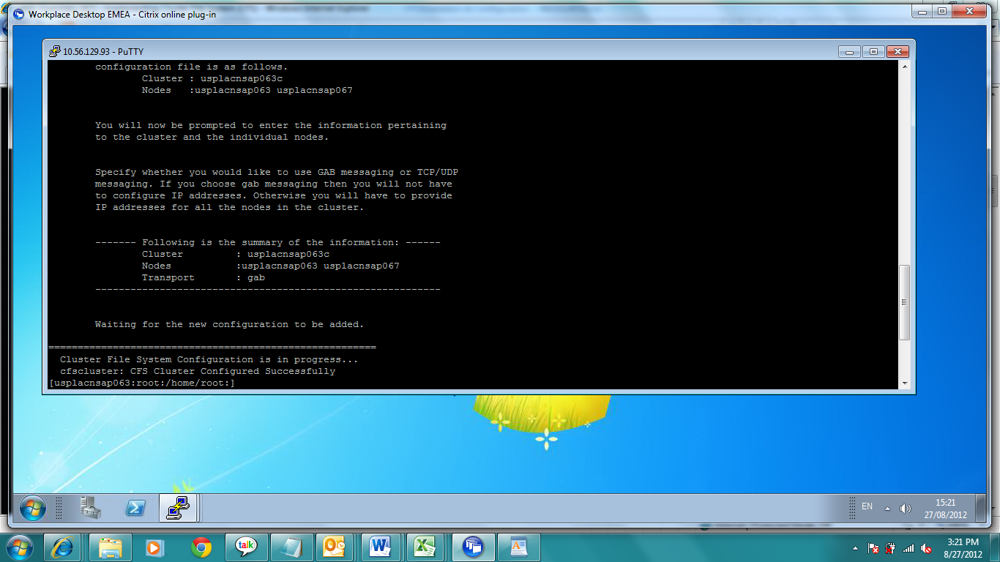 Workplace Desktop EMEA - Citrix online plug-in
10.56.129.93 - PuTTY
configuration file is as follows.
Cluster : usplacnsap063c
Nodes :usplacnsap063 usplacnsap067
You will now be prompted to enter the information pertaining
to the cluster and the individual nodes.
Specify whether you would like to use GAB messaging or TCP/UDP
messaging. If you choose gab messaging then you will not have
to configure IP addresses. Otherwise you will have to provide
IP addresses for all the nodes in the cluster.
------- Following is the summary of the information: ------
Cluster : usplacnsap063c
Nodes :usplacnsap063 usplacnsap067
Transport : gab
-----------------------------------------------------------
Waiting for the new configuration to be added.
========================================================
Cluster File System Configuration is in progress...
cfscluster: CFS Cluster Configured Successfully
[usplacnsap063:root:/home/root:]
EN
15:21
27/08/2012
talk
3:21 PM
8/27/2012